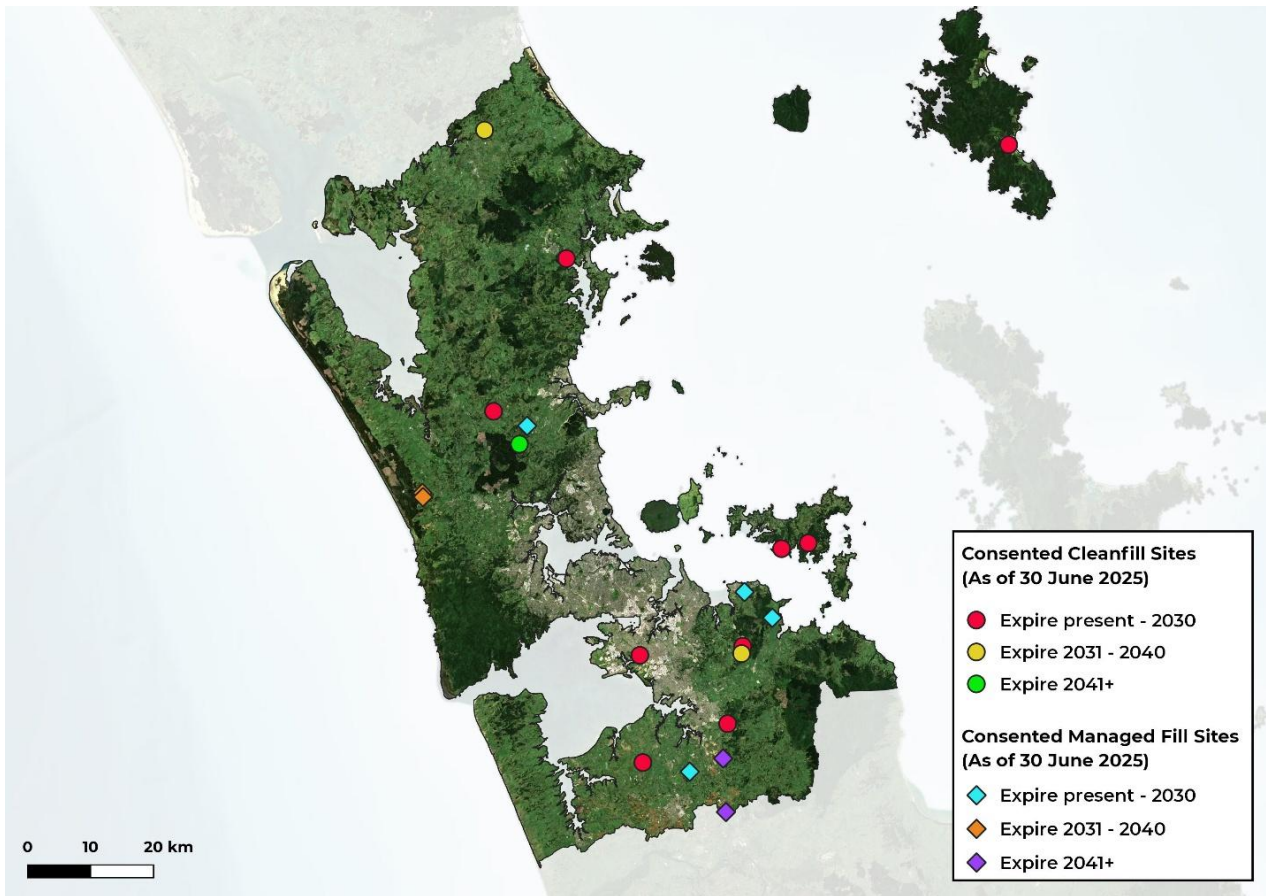 Consented Cleanfill Sites
(As of 30 June 2025)
Expire present - 2030
Expire 2031 - 2040
Expire 2041+
Consented Managed Fill Sites
(As of 30 June 2025)
Expire present - 2030
Expire 2031 - 2040
Expire 2041+
0 10 20 km